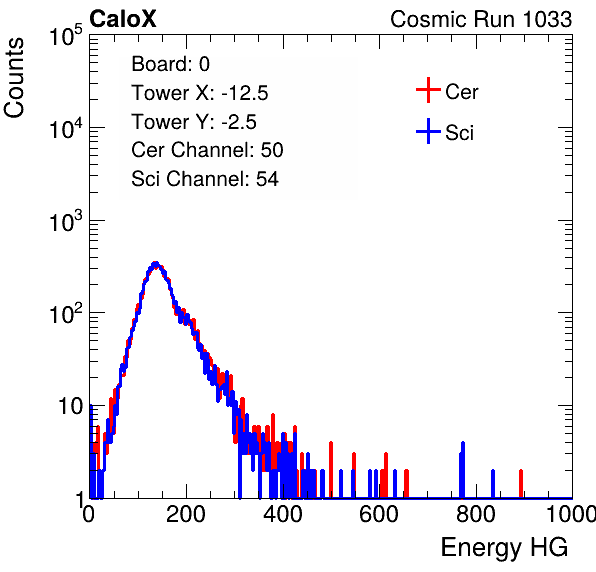 CaloX
Cosmic Run 1033
Counts
Board: 0
Tower X: -12.5
Tower Y: -2.5
Cer Channel: 50
Sci Channel: 54
Cer
Sci
10^5
10^4
10^3
10^2
10
1
0 200 400 600 800 1000
Energy HG